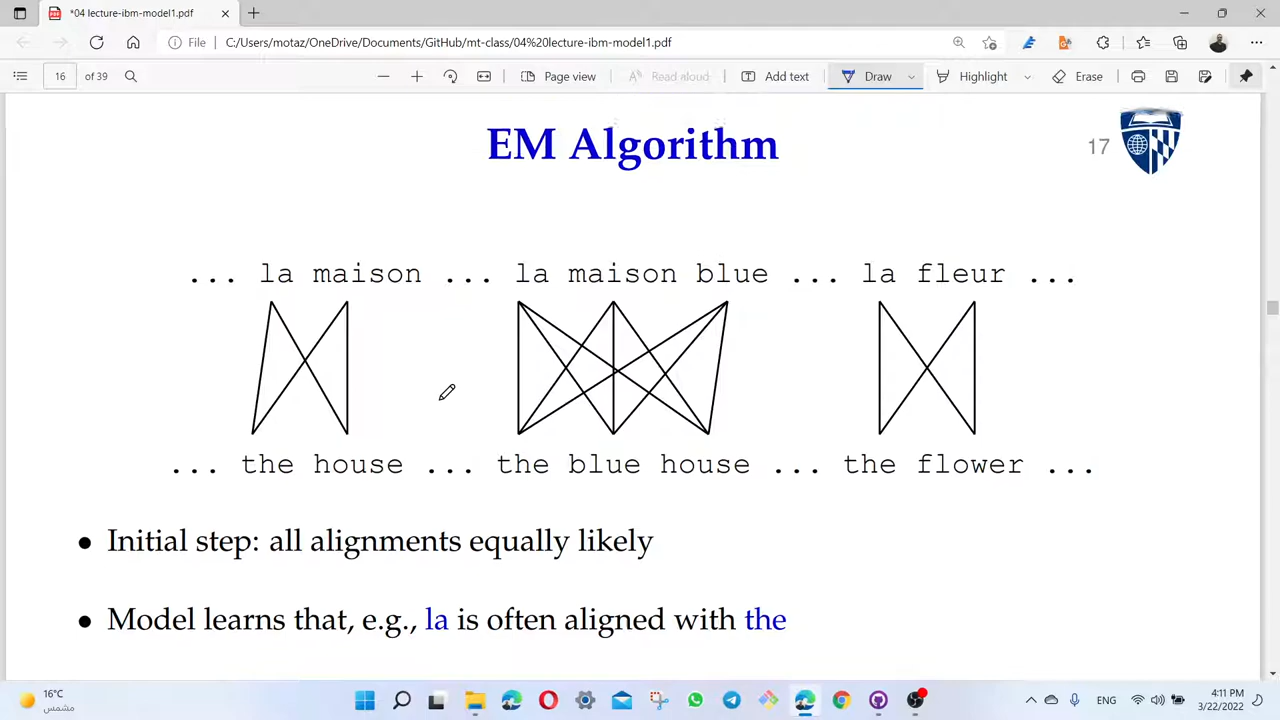 *04 lecture-ibm-model1.pdf
File C:/Users/motaz/OneDrive/Documents/GitHub/mt-class/04%20lecture-ibm-model1.pdf
16 of 39 Page view Read aloud Add text Draw Highlight Erase
EM Algorithm
17
... la maison ... la maison blue ... la fleur ...
... the house ... the blue house ... the flower ...
• Initial step: all alignments equally likely
• Model learns that, e.g., la is often aligned with the
16°C
مشمس
ENG
4:11 PM
3/22/2022